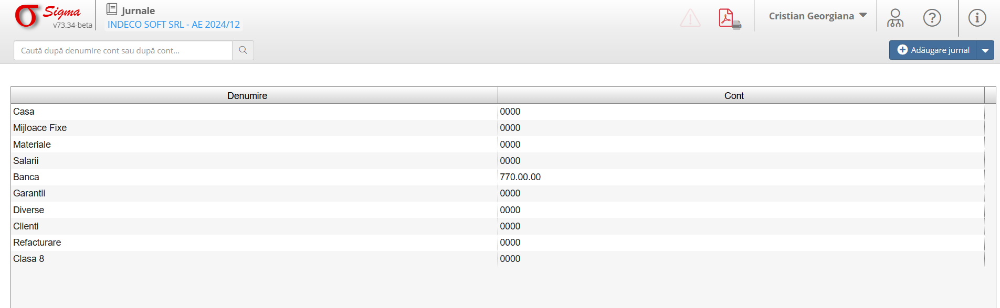 σ Sigma
v73.34-beta
Jurnale
INDECO SOFT SRL - AE 2024/12
Cristian Georgiana
Caută după denumire cont sau după cont...
Adăugare jurnal
Denumire Cont
Casa 0000
Mijloace Fixe 0000
Materiale 0000
Salarii 0000
Banca 770.00.00
Garantii 0000
Diverse 0000
Clienti 0000
Refacturare 0000
Clasa 8 0000